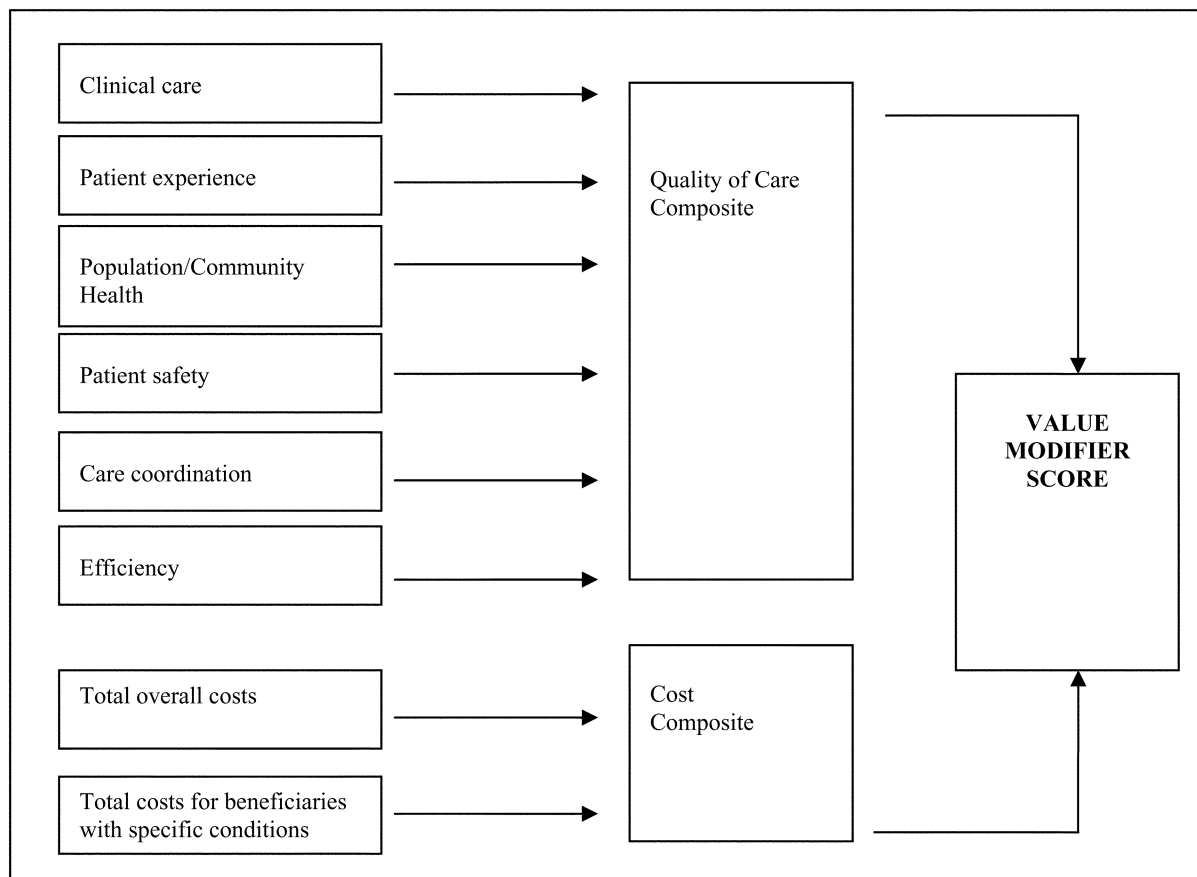 Clinical care
Patient experience
Population/Community
Health
Patient safety
Care coordination
Efficiency
Quality of Care
Composite
Total overall costs
Total costs for beneficiaries
with specific conditions
Cost
Composite
VALUE
MODIFIER
SCORE